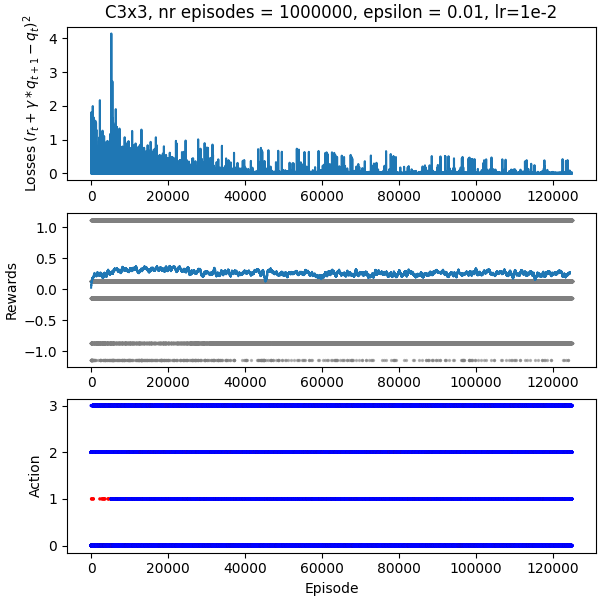 C3x3, nr episodes = 1000000, epsilon = 0.01, lr=1e-2
Losses $(r_t + \gamma * q_{t+1} - q_t)^2$
4
3
2
1
0
0 20000 40000 60000 80000 100000 120000
Rewards
1.0
0.5
0.0
−0.5
−1.0
0 20000 40000 60000 80000 100000 120000
Action
3
2
1
0
0 20000 40000 60000 80000 100000 120000
Episode